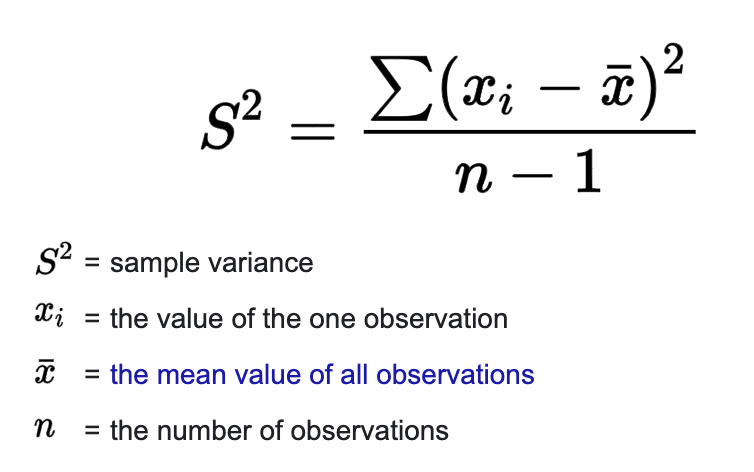 S² = ∑(xᵢ − x̄)² / n − 1
S² = sample variance
xᵢ = the value of the one observation
x̄ = the mean value of all observations
n = the number of observations